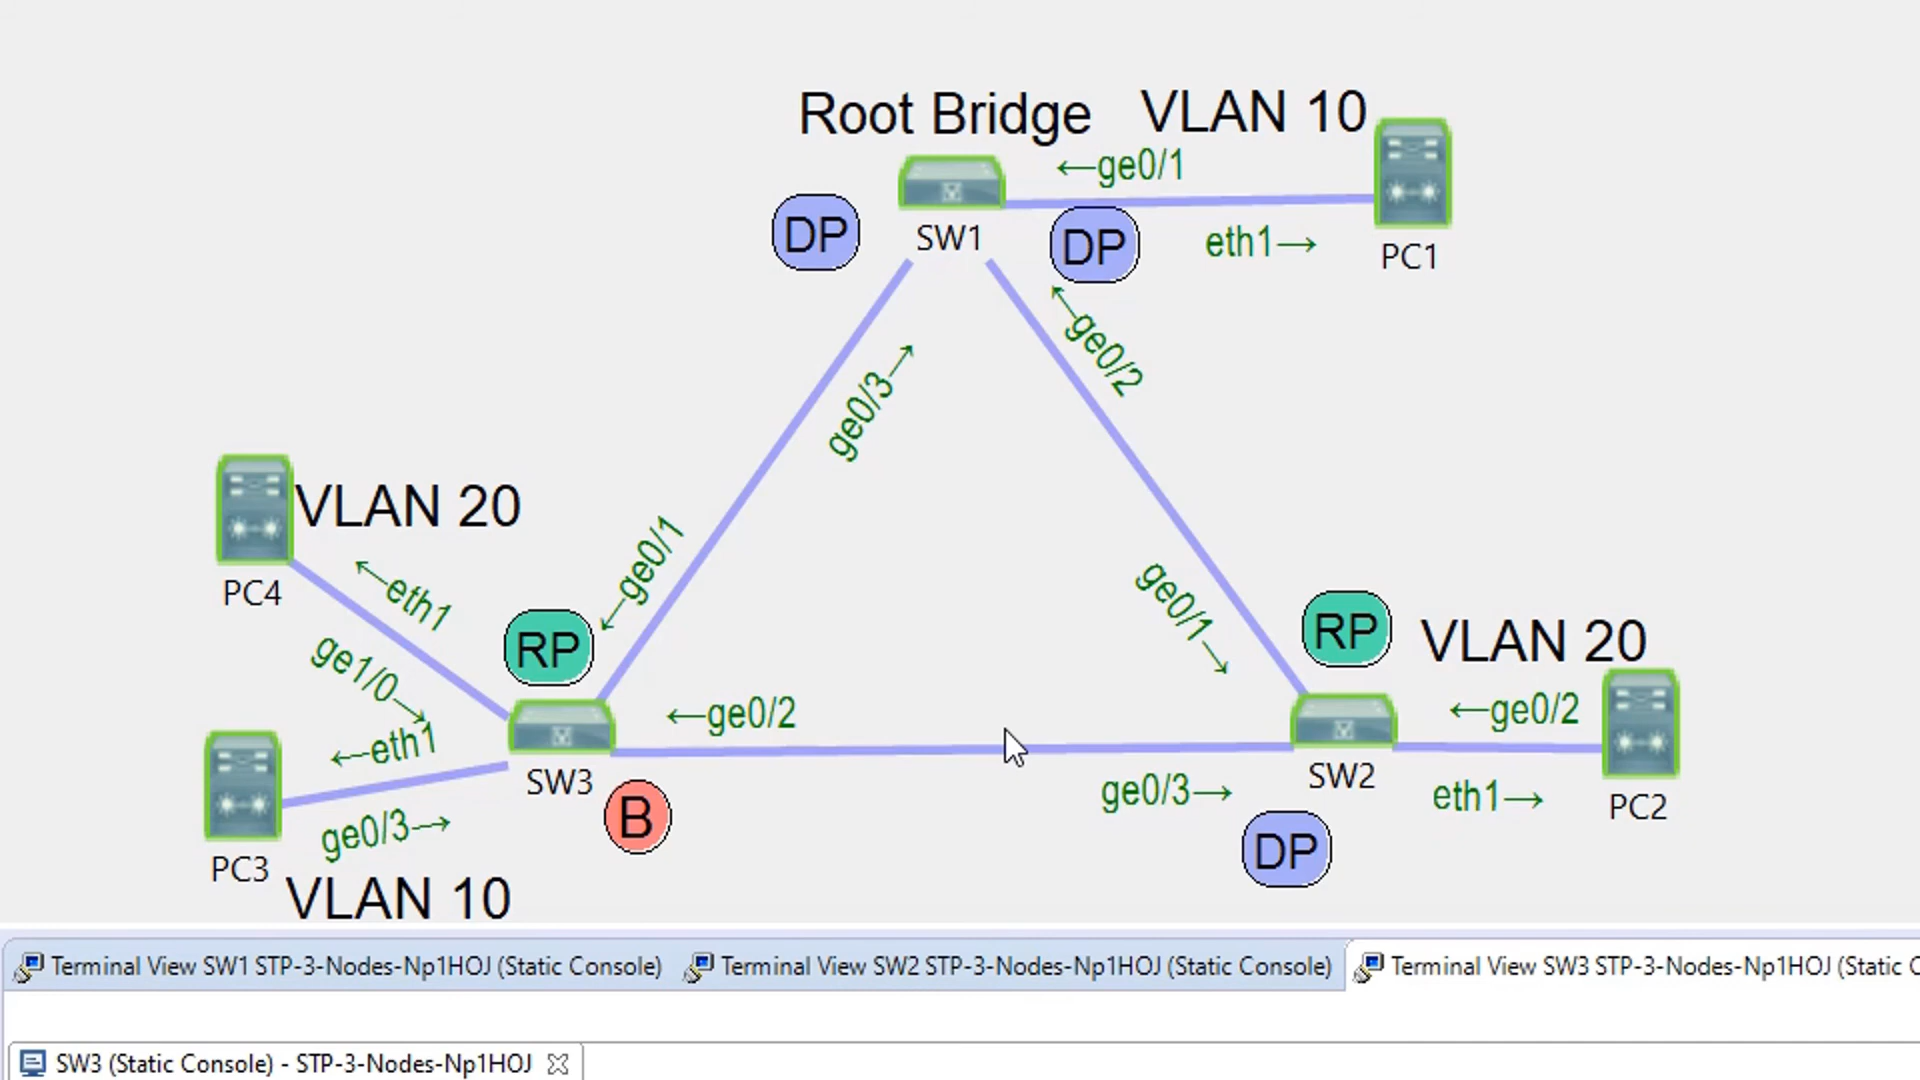 Root Bridge
VLAN 10
←ge0/1
DP
SW1
DP
eth1→
PC1
←ge0/2
ge0/3→
VLAN 20
PC4
←eth1
←ge0/1
ge0/1→
RP
RP
VLAN 20
ge1/0→
←ge0/2
←ge0/2
←eth1
SW3
SW2
PC2
ge0/3→
eth1→
B
ge0/3→
DP
PC3
VLAN 10
Terminal View SW1 STP-3-Nodes-Np1HOJ (Static Console)
Terminal View SW2 STP-3-Nodes-Np1HOJ (Static Console)
Terminal View SW3 STP-3-Nodes-Np1HOJ (Static C
SW3 (Static Console) - STP-3-Nodes-Np1HOJ